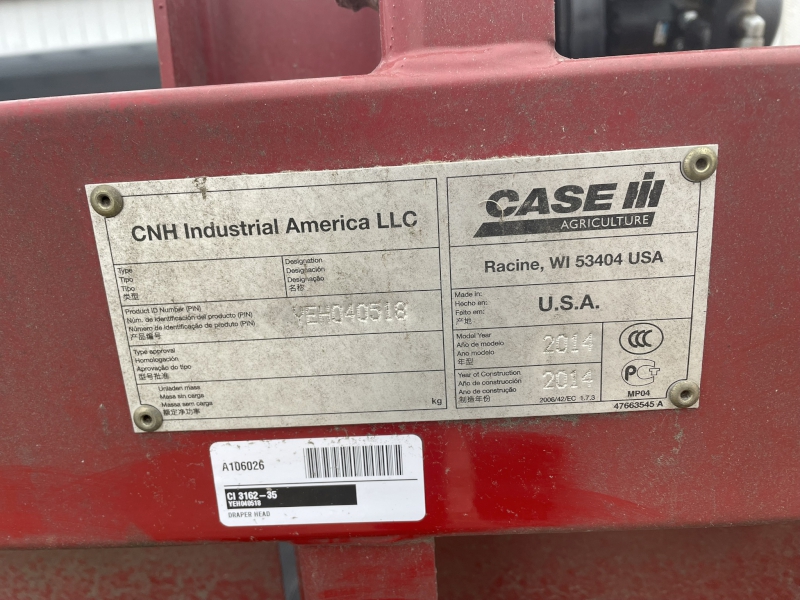 CNH Industrial America LLC
Type
Tipo
Tibo
类型
Designation
Designación
Designação
名称
Product ID Number (PIN)
Núm. de identificación del producto (PIN)
Número de identificação de produto (PIN)
产品编号
YEH040518
Type approval
Homologación
Aprovação do tipo
型号批准
Unladen mass
Masa sin carga
Massa sem carga
额定净功率
kg
CASE IH
AGRICULTURE
Racine, WI 53404 USA
Made in:
Hecho en:
Feito em:
产地
U.S.A.
Model Year
Año de modelo
Ano modelo
年型
2014
Year of Construction
Año de construcción
Ano de construção
制造年份
2014
2006/42/EC 1.7.3
CCC
PCT
MP04
47663545 A
A106026
CI 3162-35
YEH040518
DRAPER HEAD